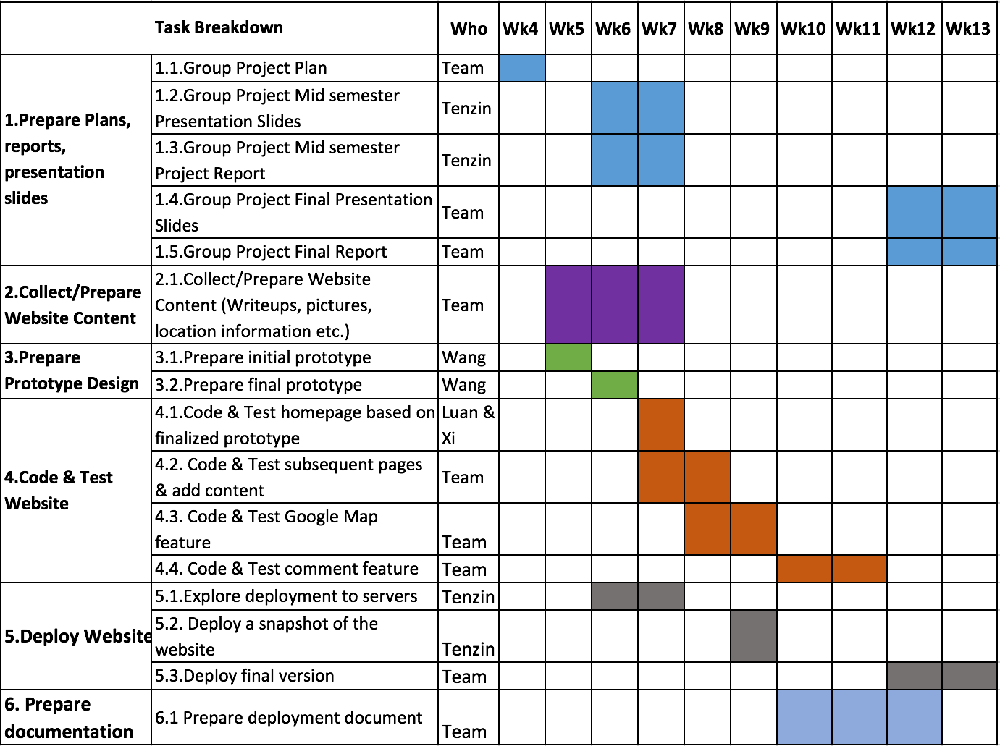 Task Breakdown Who Wk4 Wk5 Wk6 Wk7 Wk8 Wk9 Wk10 Wk11 Wk12 Wk13
1.Prepare Plans,
reports,
presentation
slides
1.1.Group Project Plan Team
1.2.Group Project Mid semester
Presentation Slides
Tenzin
1.3.Group Project Mid semester
Project Report
Tenzin
1.4.Group Project Final Presentation
Slides
Team
1.5.Group Project Final Report Team
2.Collect/Prepare
Website Content
2.1.Collect/Prepare Website
Content (Writeups, pictures,
location information etc.)
Team
3.Prepare
Prototype Design
3.1.Prepare initial prototype Wang
3.2.Prepare final prototype Wang
4.Code & Test
Website
4.1.Code & Test homepage based on
finalized prototype
Luan &
Xi
4.2. Code & Test subsequent pages
& add content
Team
4.3. Code & Test Google Map
feature
Team
4.4. Code & Test comment feature Team
5.Deploy Website
5.1.Explore deployment to servers Tenzin
5.2. Deploy a snapshot of the
website
Tenzin
5.3.Deploy final version Team
6. Prepare
documentation
6.1 Prepare deployment document
Team